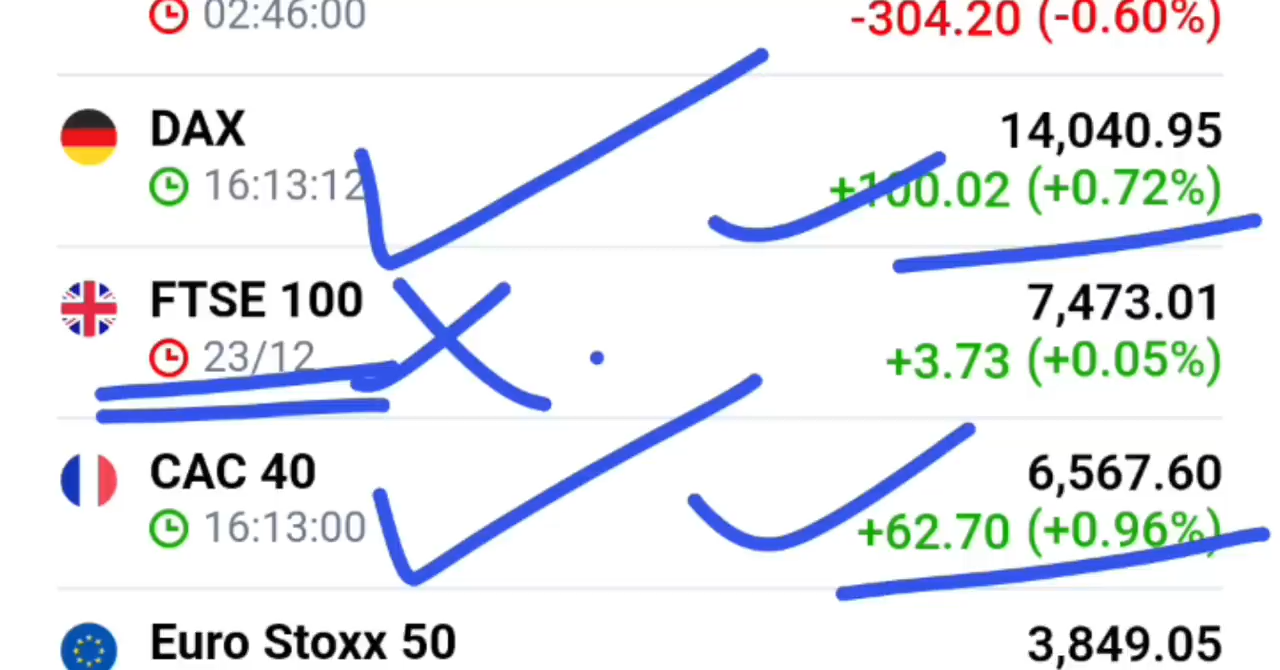 02:46:00 -304.20 (-0.60%)
DAX 14,040.95
16:13:12 +100.02 (+0.72%)
FTSE 100 7,473.01
23/12 +3.73 (+0.05%)
CAC 40 6,567.60
16:13:00 +62.70 (+0.96%)
Euro Stoxx 50 3,849.05